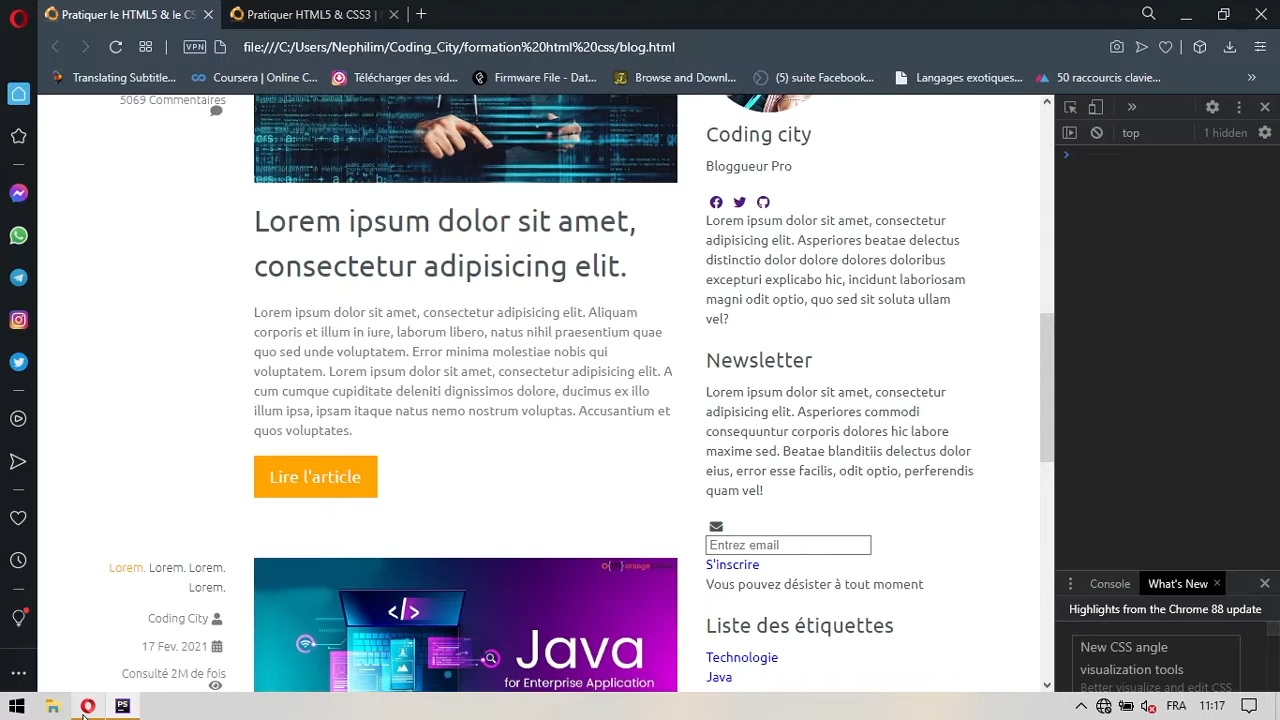 Pratiquer le HTML5 & le CS
Pratiquer HTML5 & CSS3 |
VPN
file:///C:/Users/Nephilim/Coding_City/formation%20html%20css/blog.html
Translating Subtitle...
Coursera | Online C...
Télécharger des vid...
Firmware File - Dat...
Browse and Downl...
(5) suite Facebook...
Langages exotiques...
50 raccourcis clavie...
»
5069 Commentaires
Lorem ipsum dolor sit amet,
consectetur adipisicing elit.
Lorem ipsum dolor sit amet, consectetur adipisicing elit. Aliquam
corporis et illum in iure, laborum libero, natus nihil praesentium quae
quo sed unde voluptatem. Error minima molestiae nobis qui
voluptatem. Lorem ipsum dolor sit amet, consectetur adipisicing elit. A
cum cumque cupiditate deleniti dignissimos dolore, ducimus ex illo
illum ipsa, ipsam itaque natus nemo nostrum voluptas. Accusantium et
quos voluptates.
Lire l'article
Lorem. Lorem. Lorem.
Lorem.
Coding City
17 Fev. 2021
Consulté 2M de fois
</>
Java
for Enterprise Application
Coding city
Bloggueur Pro
Lorem ipsum dolor sit amet, consectetur
adipisicing elit. Asperiores beatae delectus
distinctio dolor dolore dolores doloribus
excepturi explicabo hic, incidunt laboriosam
magni odit optio, quo sed sit soluta ullam
vel?
Newsletter
Lorem ipsum dolor sit amet, consectetur
adipisicing elit. Asperiores commodi
consequuntur corporis dolores hic labore
maxime sed. Beatae blanditiis delectus dolor
eius, error esse facilis, odit optio, perferendis
quam vel!
Entrez email
S'inscrire
Vous pouvez désister à tout moment
Liste des étiquettes
Technologie
Java
top
1 hidden
Console
What's New
Highlights from the Chrome 88 update
New CSS angle
visualization tools
Better visualize and edit CSS
PS
FRA
11:17